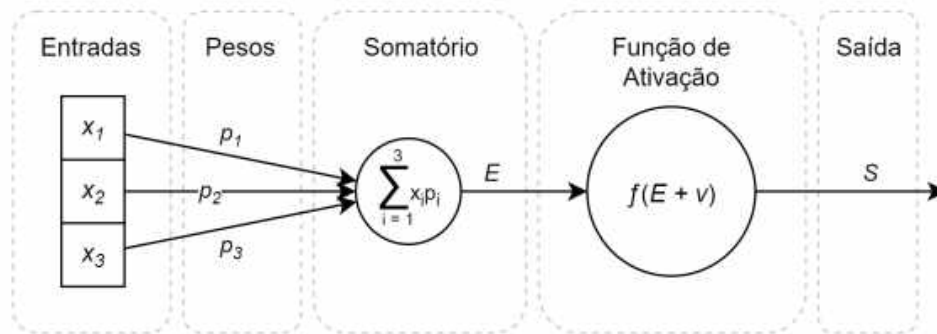 Entradas
Pesos
Somatório
Função de
Ativação
Saída
x₁
x₂
x₃
p₁
p₂
p₃
3
∑ xᵢpᵢ
i = 1
E
f(E + v)
S